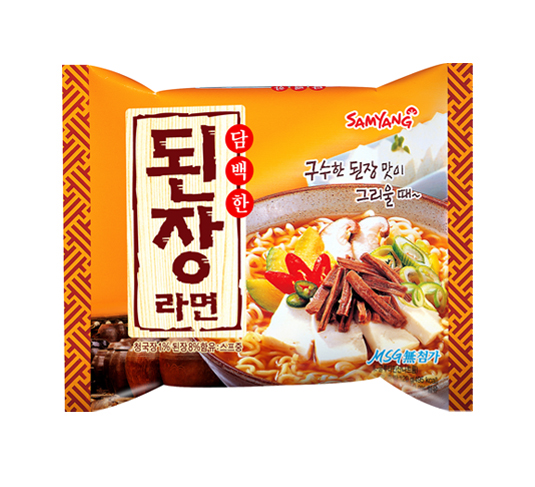 SAMYANG
담백한
된장
라면
구수한 된장 맛이
그리울 때~
청국장1% 된장8%함유-스프중
MSG無첨가